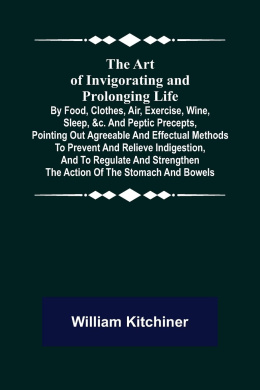 The Art
of Invigorating and
Prolonging Life
By Food, Clothes, Air, Exercise, Wine,
Sleep, &c. And Peptic Precepts,
Pointing Out Agreeable And Effectual Methods
To Prevent And Relieve Indigestion,
And To Regulate And Strengthen
The Action Of The Stomach And Bowels
William Kitchiner